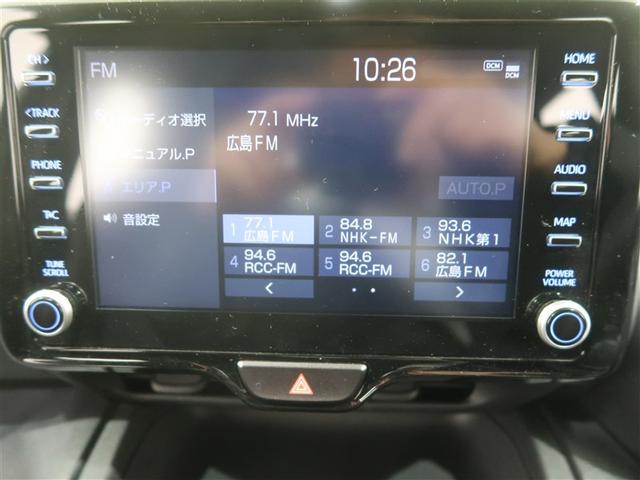 CH>
<TRACK
PHONE
TUNE
SCROLL
FM
10:26
DCM
DCM
オーディオ選択
マニュアル.P
エリア.P
音設定
77.1 MHz
広島FM
AUTO.P
1 77.1 広島FM
2 84.8 NHK-FM
3 93.6 NHK第1
4 94.6 RCC-FM
5 94.6 RCC-FM
6 82.1 広島FM
<
>
HOME
MENU
AUDIO
MAP
POWER
VOLUME